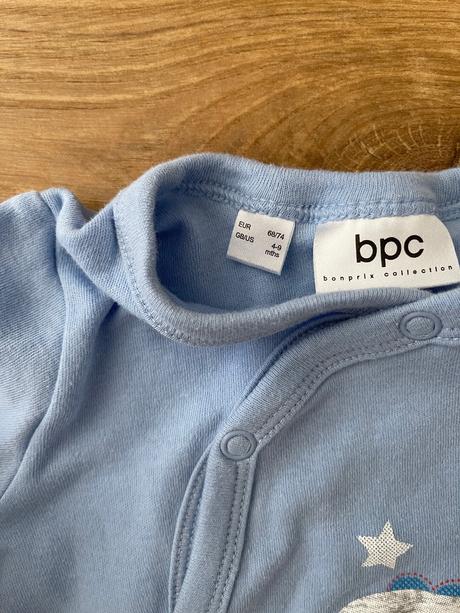 EUR 68/74
GB/US 4-9
mths
bpc
bonprix collection